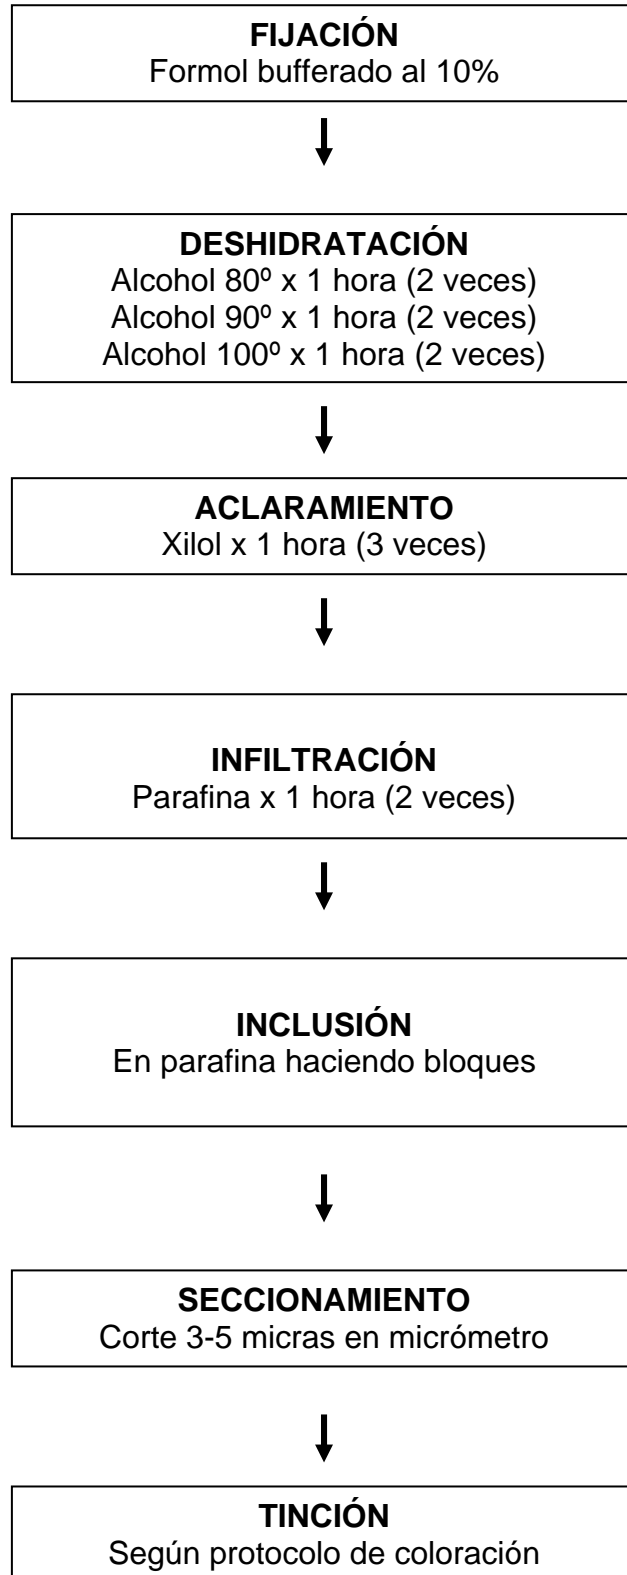 FIJACIÓN
Formol bufferado al 10%
DESHIDRATACIÓN
Alcohol 80º x 1 hora (2 veces)
Alcohol 90º x 1 hora (2 veces)
Alcohol 100º x 1 hora (2 veces)
ACLARAMIENTO
Xilol x 1 hora (3 veces)
INFILTRACIÓN
Parafina x 1 hora (2 veces)
INCLUSIÓN
En parafina haciendo bloques
SECCIONAMIENTO
Corte 3-5 micras en micrómetro
TINCIÓN
Según protocolo de coloración